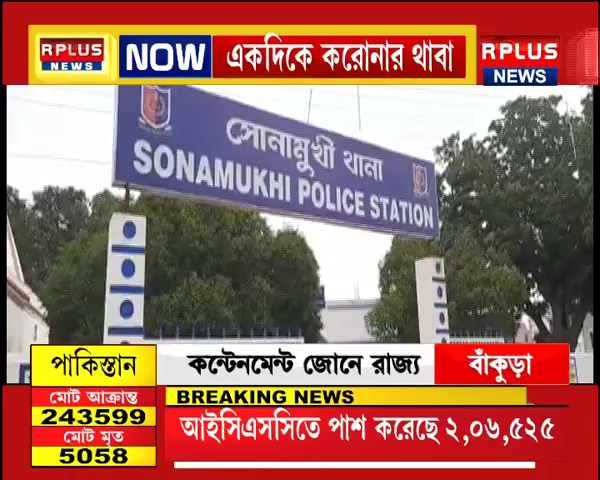 RPLUS NEWS
NOW
একদিকে করোনার থাবা
RPLUS NEWS
সোনামুখী থানা
SONAMUKHI POLICE STATION
পাকিস্তান
কন্টেনমেন্ট জোনে রাজ্য
বাঁকুড়া
মোট আক্রান্ত
243599
মোট মৃত
5058
BREAKING NEWS
আইসিএসসিতে পাশ করেছে ২,০৬,৫২৫